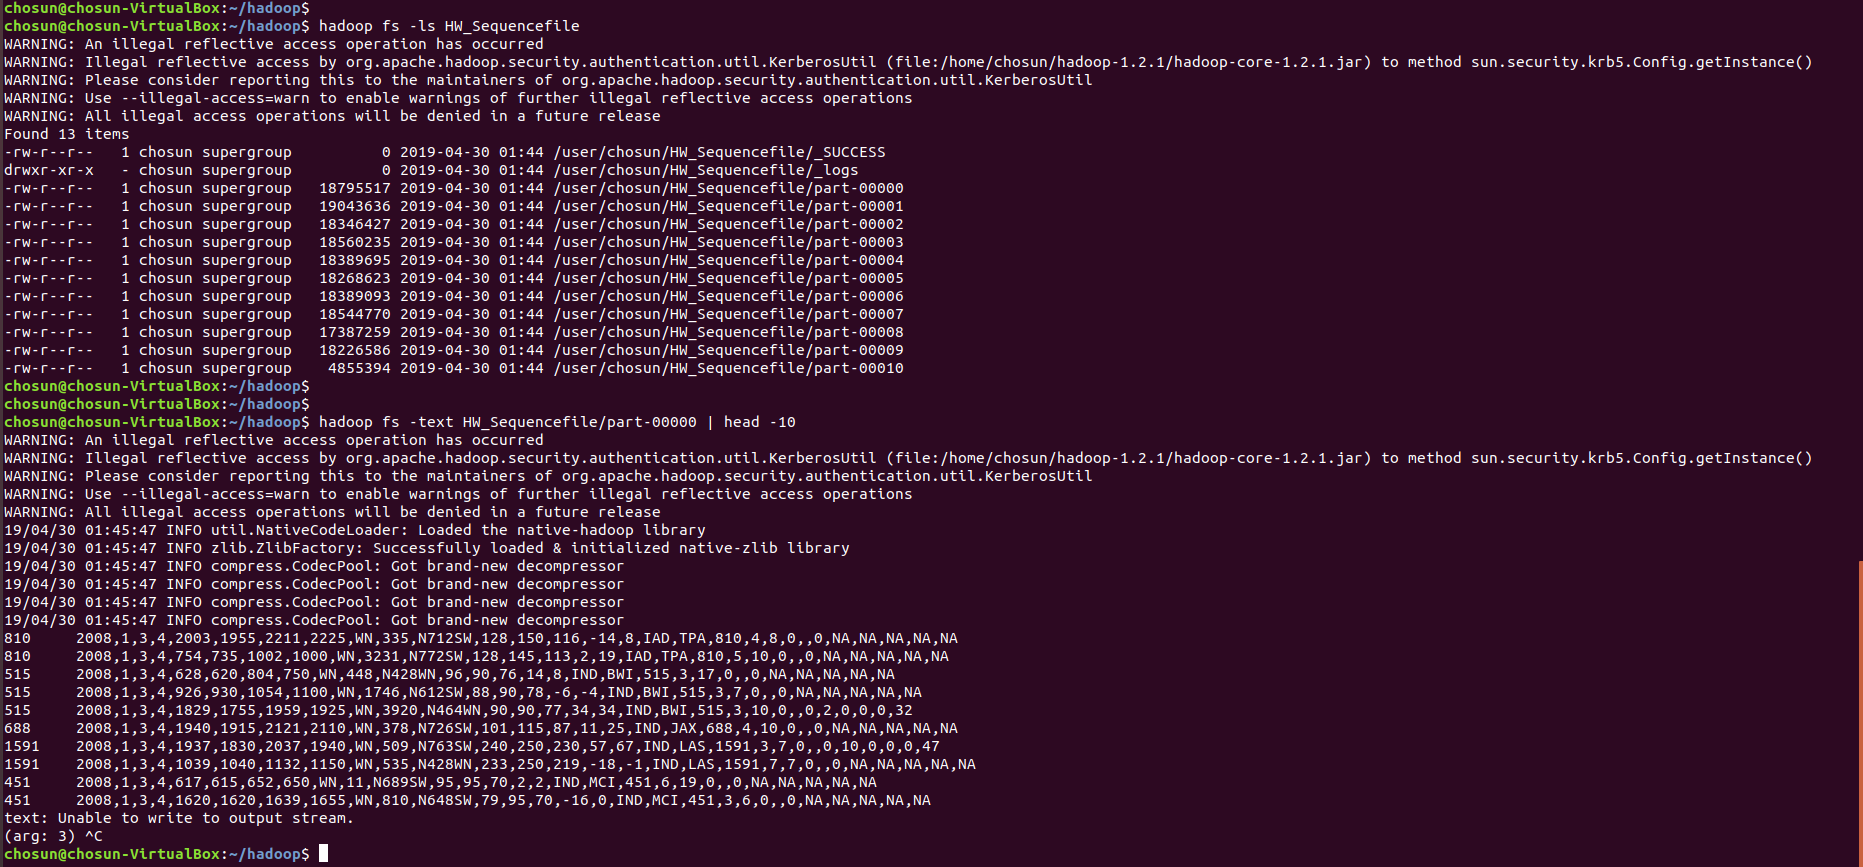 chosun@chosun-VirtualBox:~/hadoop$
chosun@chosun-VirtualBox:~/hadoop$ hadoop fs -ls HW_Sequencefile
WARNING: An illegal reflective access operation has occurred
WARNING: Illegal reflective access by org.apache.hadoop.security.authentication.util.KerberosUtil (file:/home/chosun/hadoop-1.2.1/hadoop-core-1.2.1.jar) to method sun.security.krb5.Config.getInstance()
WARNING: Please consider reporting this to the maintainers of org.apache.hadoop.security.authentication.util.KerberosUtil
WARNING: Use --illegal-access=warn to enable warnings of further illegal reflective access operations
WARNING: All illegal access operations will be denied in a future release
Found 13 items
-rw-r--r--   1 chosun supergroup          0 2019-04-30 01:44 /user/chosun/HW_Sequencefile/_SUCCESS
drwxr-xr-x   - chosun supergroup          0 2019-04-30 01:44 /user/chosun/HW_Sequencefile/_logs
-rw-r--r--   1 chosun supergroup   18795517 2019-04-30 01:44 /user/chosun/HW_Sequencefile/part-00000
-rw-r--r--   1 chosun supergroup   19043636 2019-04-30 01:44 /user/chosun/HW_Sequencefile/part-00001
-rw-r--r--   1 chosun supergroup   18346427 2019-04-30 01:44 /user/chosun/HW_Sequencefile/part-00002
-rw-r--r--   1 chosun supergroup   18560235 2019-04-30 01:44 /user/chosun/HW_Sequencefile/part-00003
-rw-r--r--   1 chosun supergroup   18389695 2019-04-30 01:44 /user/chosun/HW_Sequencefile/part-00004
-rw-r--r--   1 chosun supergroup   18268623 2019-04-30 01:44 /user/chosun/HW_Sequencefile/part-00005
-rw-r--r--   1 chosun supergroup   18389093 2019-04-30 01:44 /user/chosun/HW_Sequencefile/part-00006
-rw-r--r--   1 chosun supergroup   18544770 2019-04-30 01:44 /user/chosun/HW_Sequencefile/part-00007
-rw-r--r--   1 chosun supergroup   17387259 2019-04-30 01:44 /user/chosun/HW_Sequencefile/part-00008
-rw-r--r--   1 chosun supergroup   18226586 2019-04-30 01:44 /user/chosun/HW_Sequencefile/part-00009
-rw-r--r--   1 chosun supergroup    4855394 2019-04-30 01:44 /user/chosun/HW_Sequencefile/part-00010
chosun@chosun-VirtualBox:~/hadoop$
chosun@chosun-VirtualBox:~/hadoop$
chosun@chosun-VirtualBox:~/hadoop$ hadoop fs -text HW_Sequencefile/part-00000 | head -10
WARNING: An illegal reflective access operation has occurred
WARNING: Illegal reflective access by org.apache.hadoop.security.authentication.util.KerberosUtil (file:/home/chosun/hadoop-1.2.1/hadoop-core-1.2.1.jar) to method sun.security.krb5.Config.getInstance()
WARNING: Please consider reporting this to the maintainers of org.apache.hadoop.security.authentication.util.KerberosUtil
WARNING: Use --illegal-access=warn to enable warnings of further illegal reflective access operations
WARNING: All illegal access operations will be denied in a future release
19/04/30 01:45:47 INFO util.NativeCodeLoader: Loaded the native-hadoop library
19/04/30 01:45:47 INFO zlib.ZlibFactory: Successfully loaded & initialized native-zlib library
19/04/30 01:45:47 INFO compress.CodecPool: Got brand-new decompressor
19/04/30 01:45:47 INFO compress.CodecPool: Got brand-new decompressor
19/04/30 01:45:47 INFO compress.CodecPool: Got brand-new decompressor
19/04/30 01:45:47 INFO compress.CodecPool: Got brand-new decompressor
810     2008,1,3,4,2003,1955,2211,2225,WN,335,N712SW,128,150,116,-14,8,IAD,TPA,810,4,8,0,,0,NA,NA,NA,NA,NA
810     2008,1,3,4,754,735,1002,1000,WN,3231,N772SW,128,145,113,2,19,IAD,TPA,810,5,10,0,,0,NA,NA,NA,NA,NA
515     2008,1,3,4,628,620,804,750,WN,448,N428WN,96,90,76,14,8,IND,BWI,515,3,17,0,,0,NA,NA,NA,NA,NA
515     2008,1,3,4,926,930,1054,1100,WN,1746,N612SW,88,90,78,-6,-4,IND,BWI,515,3,7,0,,0,NA,NA,NA,NA,NA
515     2008,1,3,4,1829,1755,1959,1925,WN,3920,N464WN,90,90,77,34,34,IND,BWI,515,3,10,0,,0,2,0,0,0,32
688     2008,1,3,4,1940,1915,2121,2110,WN,378,N726SW,101,115,87,11,25,IND,JAX,688,4,10,0,,0,NA,NA,NA,NA,NA
1591    2008,1,3,4,1937,1830,2037,1940,WN,509,N763SW,240,250,230,57,67,IND,LAS,1591,3,7,0,,0,10,0,0,0,47
1591    2008,1,3,4,1039,1040,1132,1150,WN,535,N428WN,233,250,219,-18,-1,IND,LAS,1591,7,7,0,,0,NA,NA,NA,NA,NA
451     2008,1,3,4,617,615,652,650,WN,11,N689SW,95,95,70,2,2,IND,MCI,451,6,19,0,,0,NA,NA,NA,NA,NA
451     2008,1,3,4,1620,1620,1639,1655,WN,810,N648SW,79,95,70,-16,0,IND,MCI,451,3,6,0,,0,NA,NA,NA,NA,NA
text: Unable to write to output stream.
(arg: 3) ^C
chosun@chosun-VirtualBox:~/hadoop$